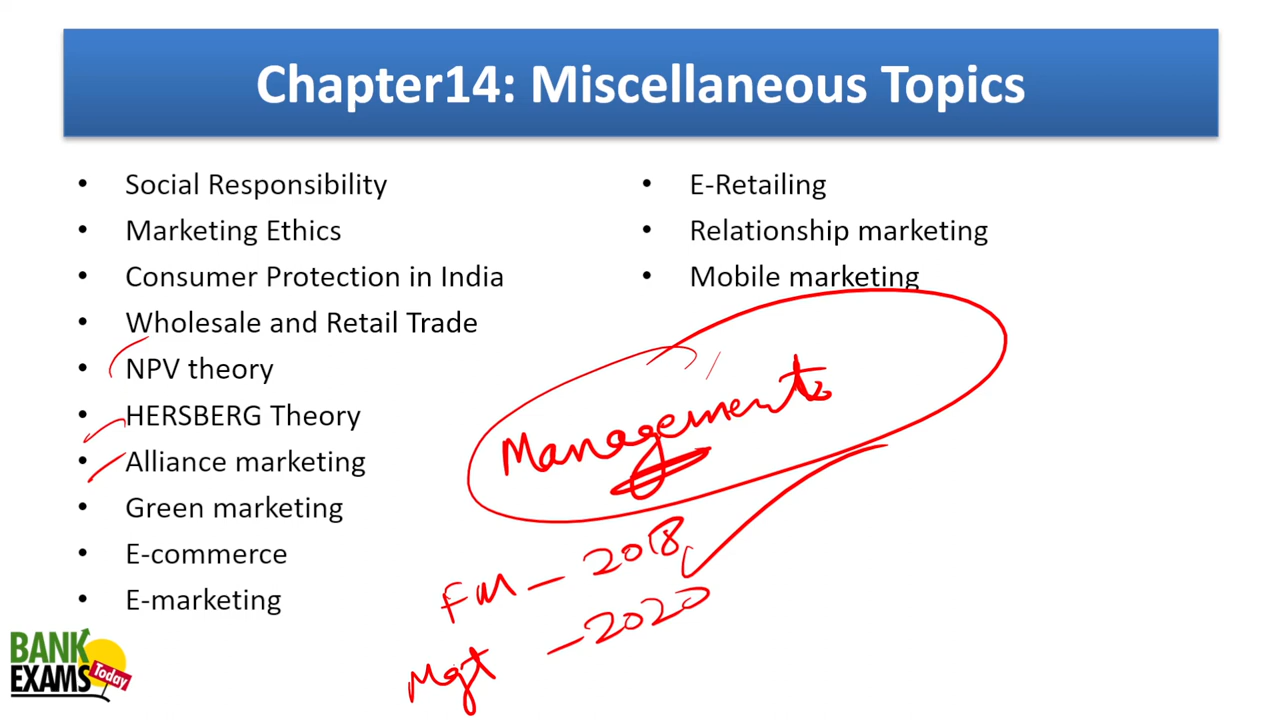 Chapter14: Miscellaneous Topics
• Social Responsibility
• Marketing Ethics
• Consumer Protection in India
• Wholesale and Retail Trade
• NPV theory
• HERSBERG Theory
• Alliance marketing
• Green marketing
• E-commerce
• E-marketing
• E-Retailing
• Relationship marketing
• Mobile marketing
Management
FM - 2018
Mgt - 2020
BANK
EXAMS
Today